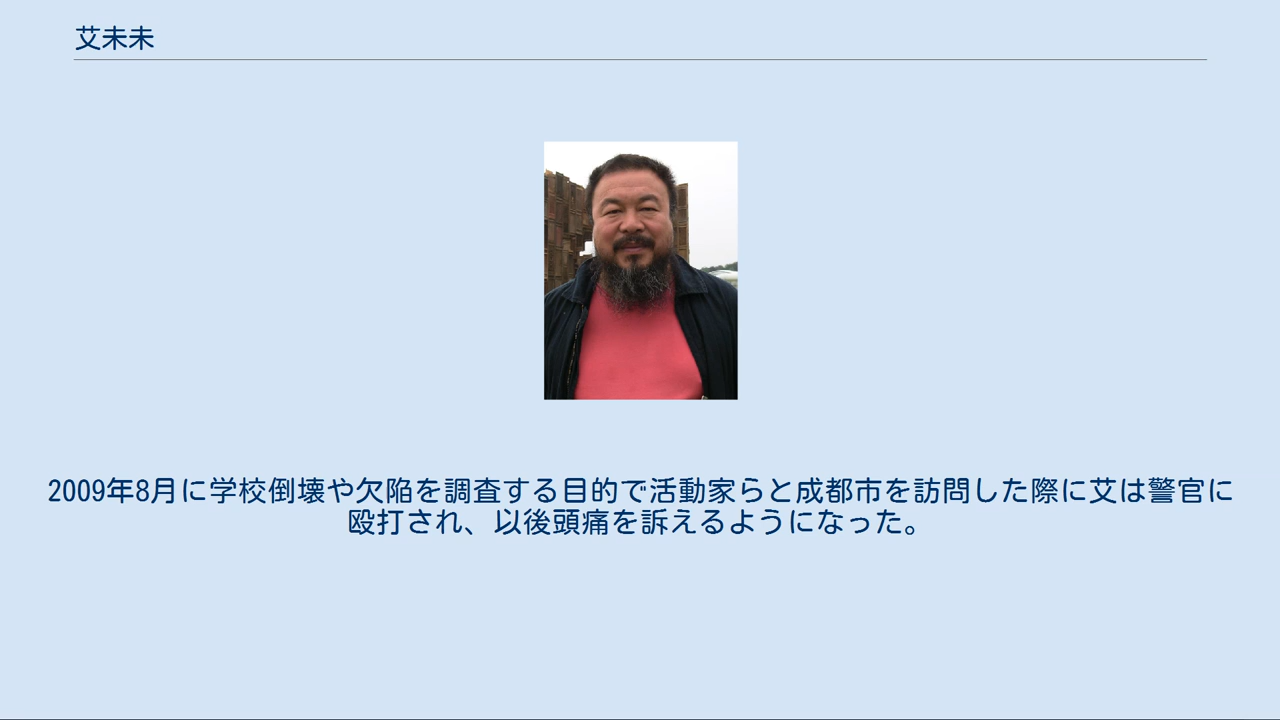 艾未未
2009年8月に学校倒壊や欠陥を調査する目的で活動家らと成都市を訪問した際に艾は警官に
殴打され、以後頭痛を訴えるようになった。